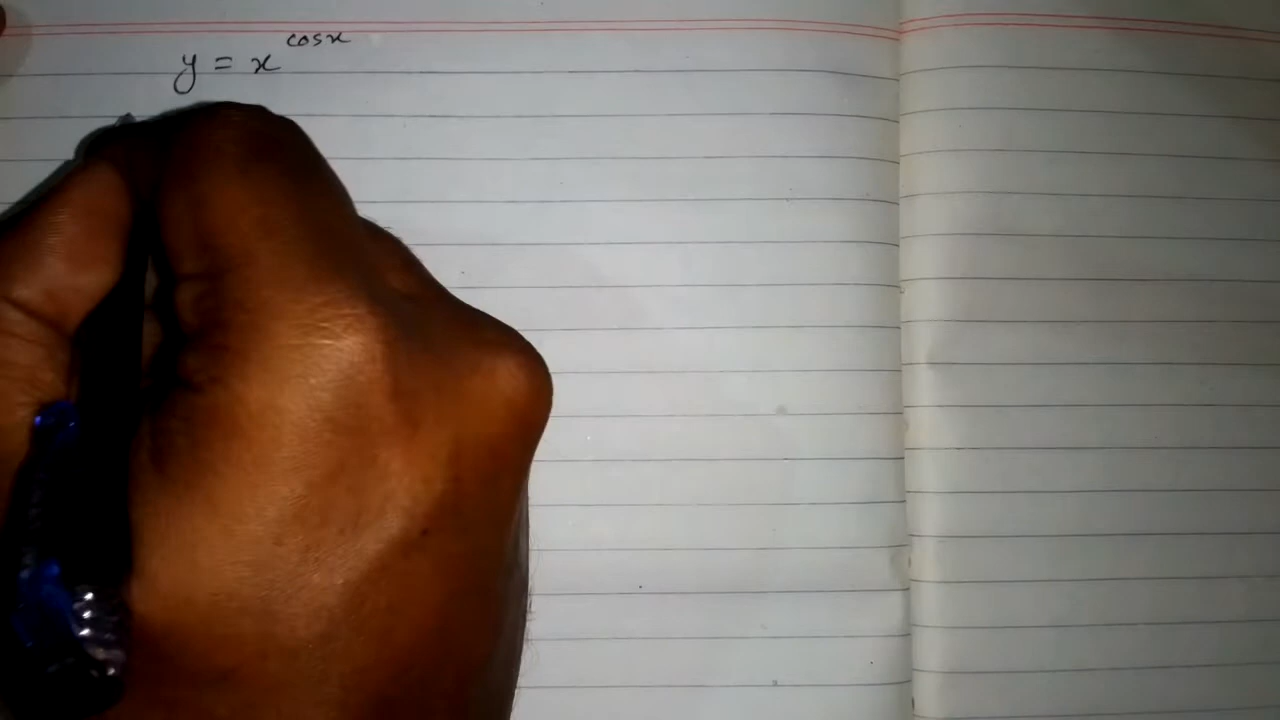 y = x^cosx